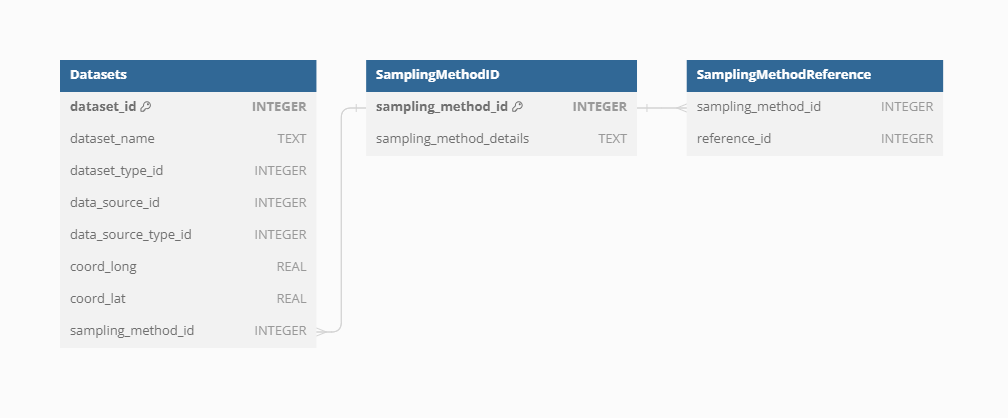 Datasets
dataset_id INTEGER
dataset_name TEXT
dataset_type_id INTEGER
data_source_id INTEGER
data_source_type_id INTEGER
coord_long REAL
coord_lat REAL
sampling_method_id INTEGER
SamplingMethodID
sampling_method_id INTEGER
sampling_method_details TEXT
SamplingMethodReference
sampling_method_id INTEGER
reference_id INTEGER